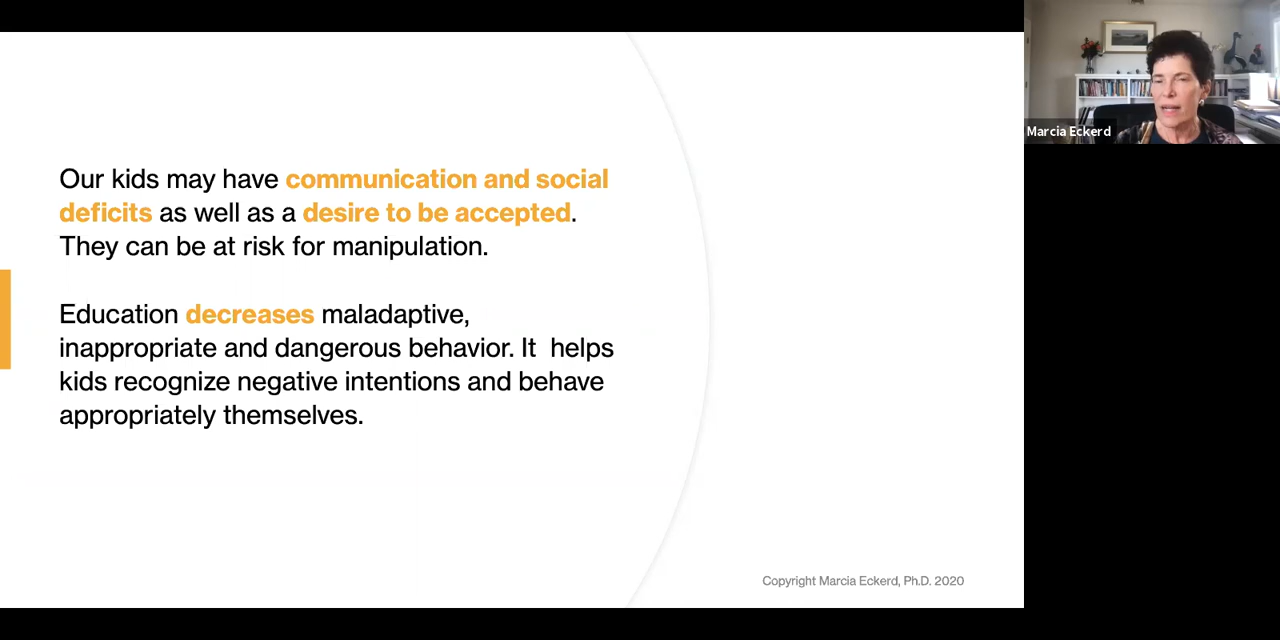 Our kids may have communication and social
deficits as well as a desire to be accepted.
They can be at risk for manipulation.
Education decreases maladaptive,
inappropriate and dangerous behavior. It  helps
kids recognize negative intentions and behave
appropriately themselves.
Copyright Marcia Eckerd, Ph.D. 2020
Marcia Eckerd